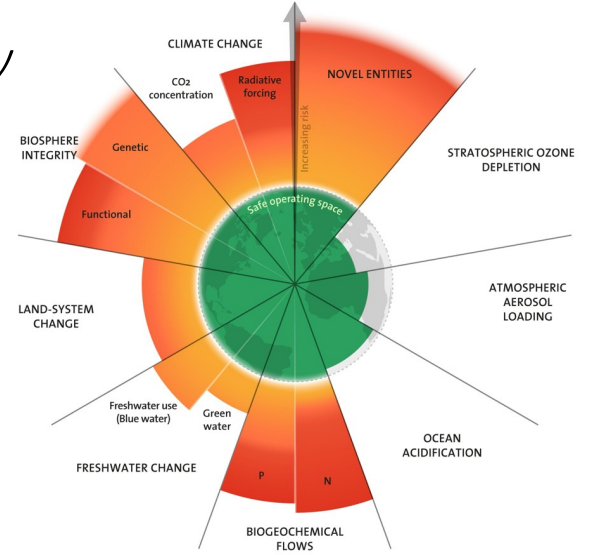 CLIMATE CHANGE
CO2
concentration
Radiative
forcing
NOVEL ENTITIES
Increasing risk
STRATOSPHERIC OZONE
DEPLETION
ATMOSPHERIC
AEROSOL
LOADING
OCEAN
ACIDIFICATION
BIOGEOCHEMICAL
FLOWS
P
N
FRESHWATER CHANGE
Freshwater use
(Blue water)
Green
water
LAND-SYSTEM
CHANGE
BIOSPHERE
INTEGRITY
Genetic
Functional
Safe operating space